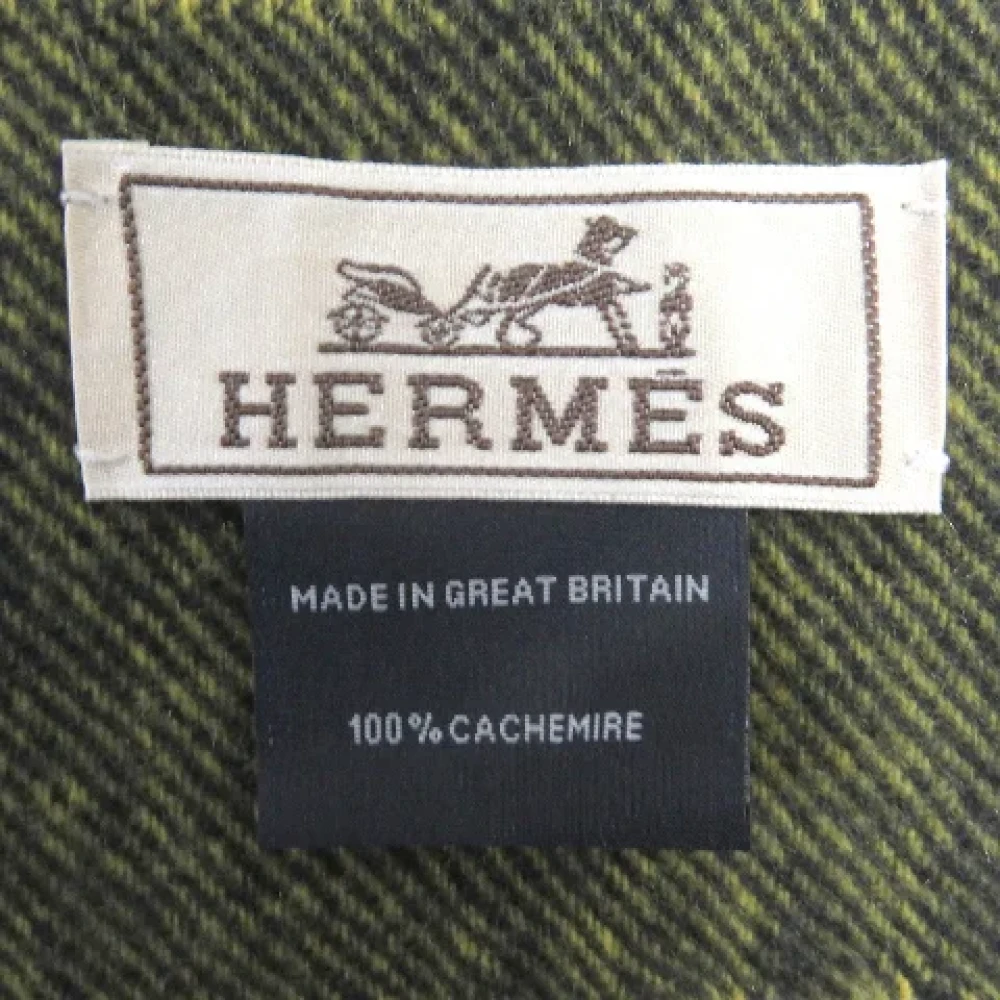 HERMÈS
MADE IN GREAT BRITAIN
100% CACHEMIRE